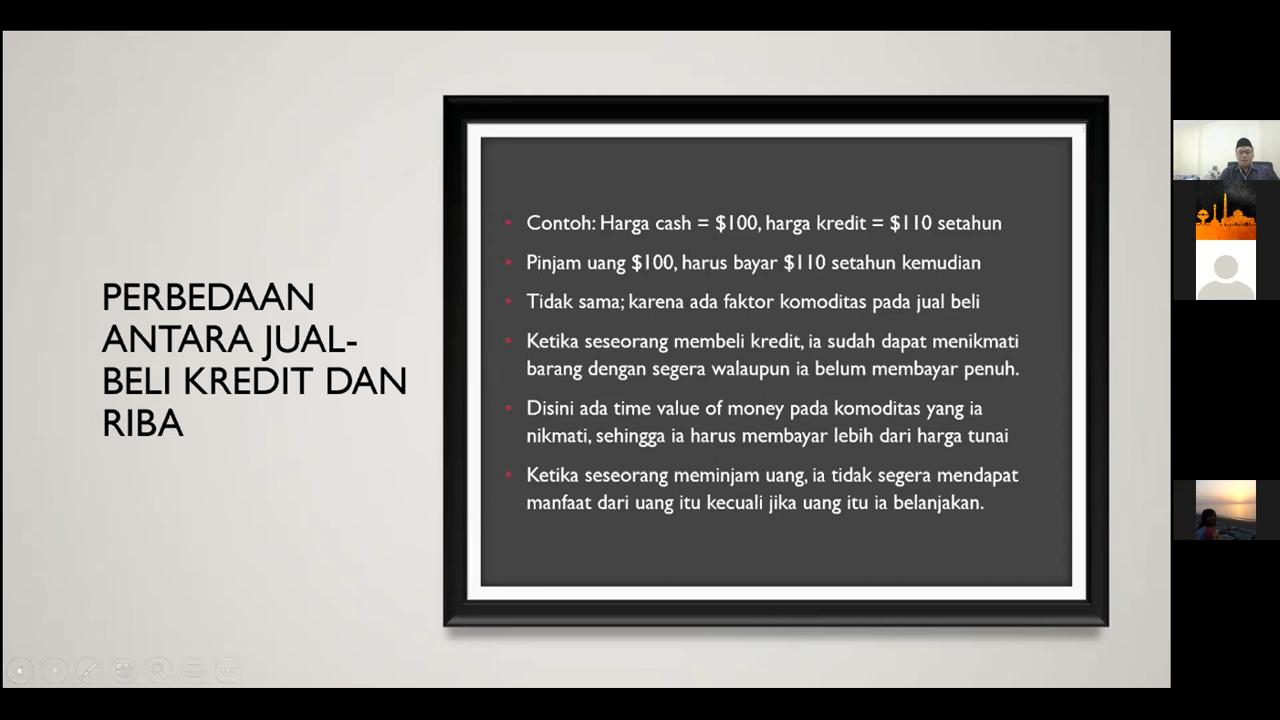 PERBEDAAN
ANTARA JUAL-
BELI KREDIT DAN
RIBA
• Contoh: Harga cash = $100, harga kredit = $110 setahun
• Pinjam uang $100, harus bayar $110 setahun kemudian
• Tidak sama; karena ada faktor komoditas pada jual beli
• Ketika seseorang membeli kredit, ia sudah dapat menikmati
barang dengan segera walaupun ia belum membayar penuh.
• Disini ada time value of money pada komoditas yang ia
nikmati, sehingga ia harus membayar lebih dari harga tunai
• Ketika seseorang meminjam uang, ia tidak segera mendapat
manfaat dari uang itu kecuali jika uang itu ia belanjakan.